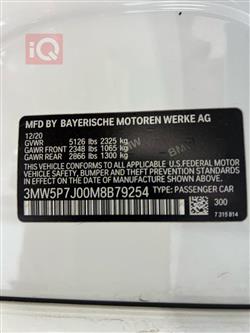 iQ
MFD BY BAYERISCHE MOTOREN WERKE AG
12/20
GVWR 5126 lbs 2325 kg
GAWR FRONT 2348 lbs 1065 kg
GAWR REAR 2866 lbs 1300 kg
THIS VEHICLE CONFORMS TO ALL APPLICABLE U.S. FEDERAL MOTOR
VEHICLE SAFETY, BUMPER, AND THEFT PREVENTION STANDARDS
IN EFFECT ON THE DATE OF MANUFACTURE SHOWN ABOVE.
3MW5P7J00M8B79254 TYPE: PASSENGER CAR
300
7 315 814